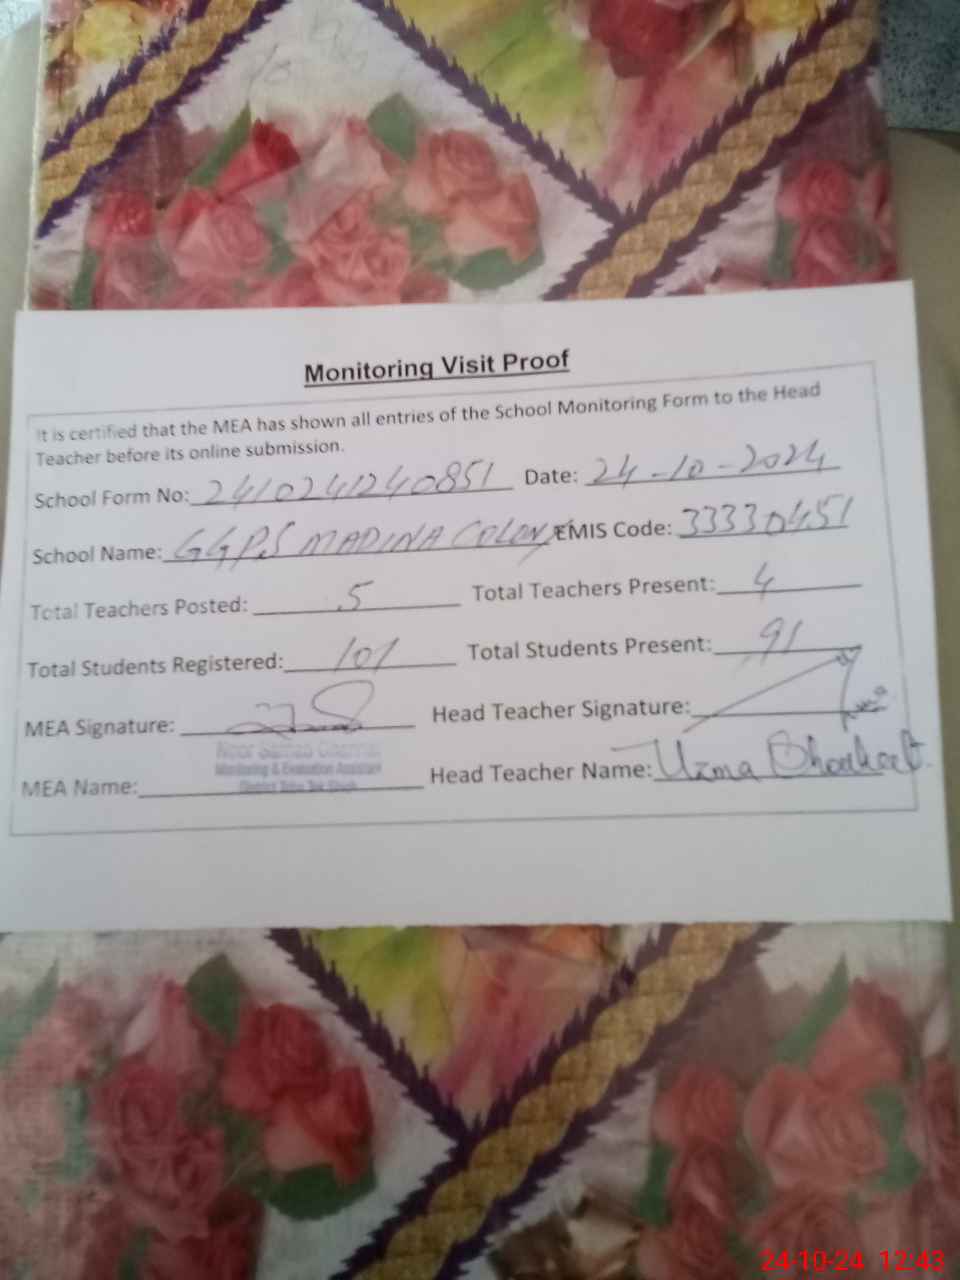 Monitoring Visit Proof
It is certified that the MEA has shown all entries of the School Monitoring Form to the Head
Teacher before its online submission.
School Form No: 2410241240851 Date: 24-10-2024
School Name: GGPS MADINA COLONY EMIS Code: 33330451
Total Teachers Posted: 5 Total Teachers Present: 4
Total Students Registered: 101 Total Students Present: 91
MEA Signature: Head Teacher Signature:
Monitoring & Evaluation Assistant
MEA Name: Head Teacher Name: Uzma
24-10-24 12:43